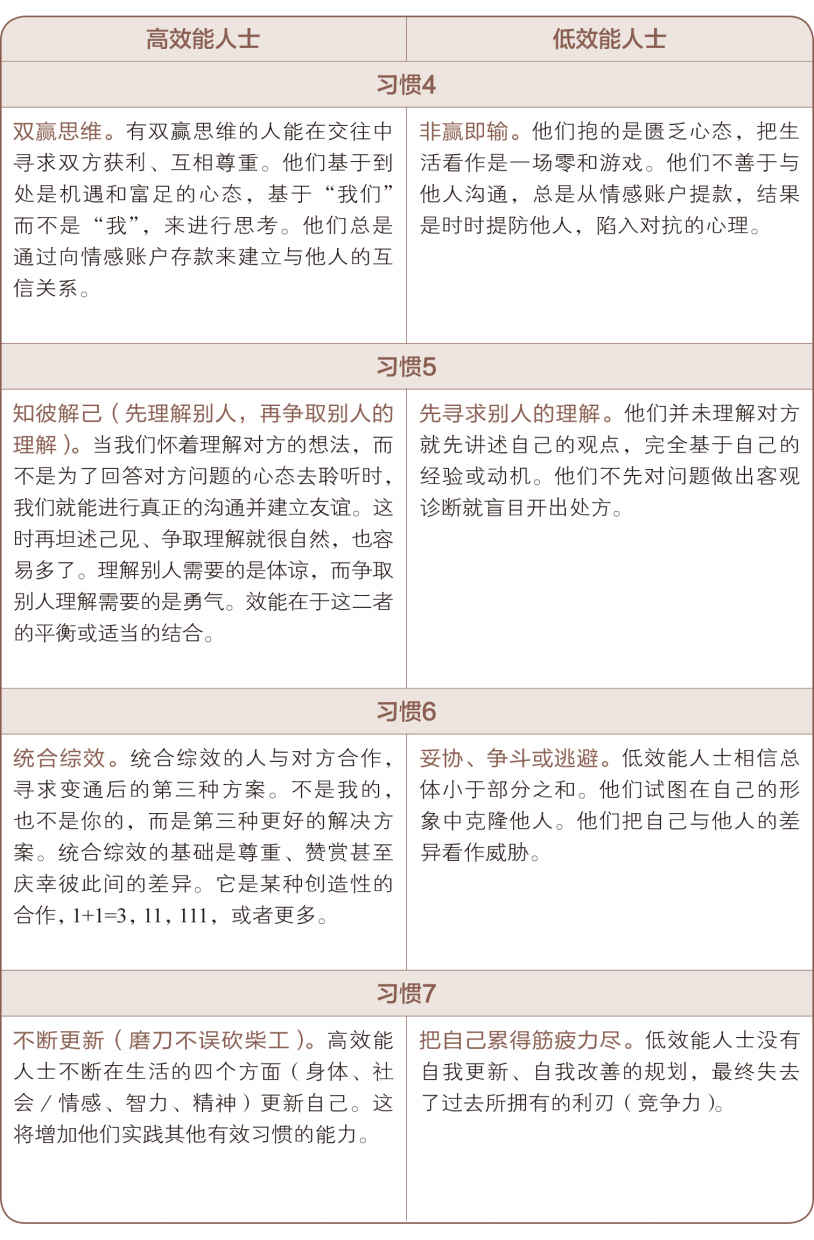 高效能人士
低效能人士
习惯4
双赢思维。有双赢思维的人能在交往中
寻求双方获利、互相尊重。他们基于到
处是机遇和富足的心态，基于“我们”
而不是“我”，来进行思考。他们总是
通过向情感账户存款来建立与他人的互
信关系。
非赢即输。他们抱的是匮乏心态，把生
活看作是一场零和游戏。他们不善于与
他人沟通，总是从情感账户提款，结果
是时时提防他人，陷入对抗的心理。
习惯5
知彼解己（先理解别人，再争取别人的
理解）。当我们怀着理解对方的想法，而
不是为了回答对方问题的心态去聆听时，
我们就能进行真正的沟通并建立友谊。这
时再坦述己见、争取理解就很自然，也容
易多了。理解别人需要的是体谅，而争取
别人理解需要的是勇气。效能在于这二者
的平衡或适当的结合。
先寻求别人的理解。他们并未理解对方
就先讲述自己的观点，完全基于自己的
经验或动机。他们不先对问题做出客观
诊断就盲目开出处方。
习惯6
统合综效。统合综效的人与对方合作，
寻求变通后的第三种方案。不是我的，
也不是你的，而是第三种更好的解决方
案。统合综效的基础是尊重、赞赏甚至
庆幸彼此间的差异。它是某种创造性的
合作，1+1=3，11，111，或者更多。
妥协、争斗或逃避。低效能人士相信总
体小于部分之和。他们试图在自己的形
象中克隆他人。他们把自己与他人的差
异看作威胁。
习惯7
不断更新（磨刀不误砍柴工）。高效能
人士不断在生活的四个方面（身体、社
会／情感、智力、精神）更新自己。这
将增加他们实践其他有效习惯的能力。
把自己累得筋疲力尽。低效能人士没有
自我更新、自我改善的规划，最终失去
了过去所拥有的利刃（竞争力）。